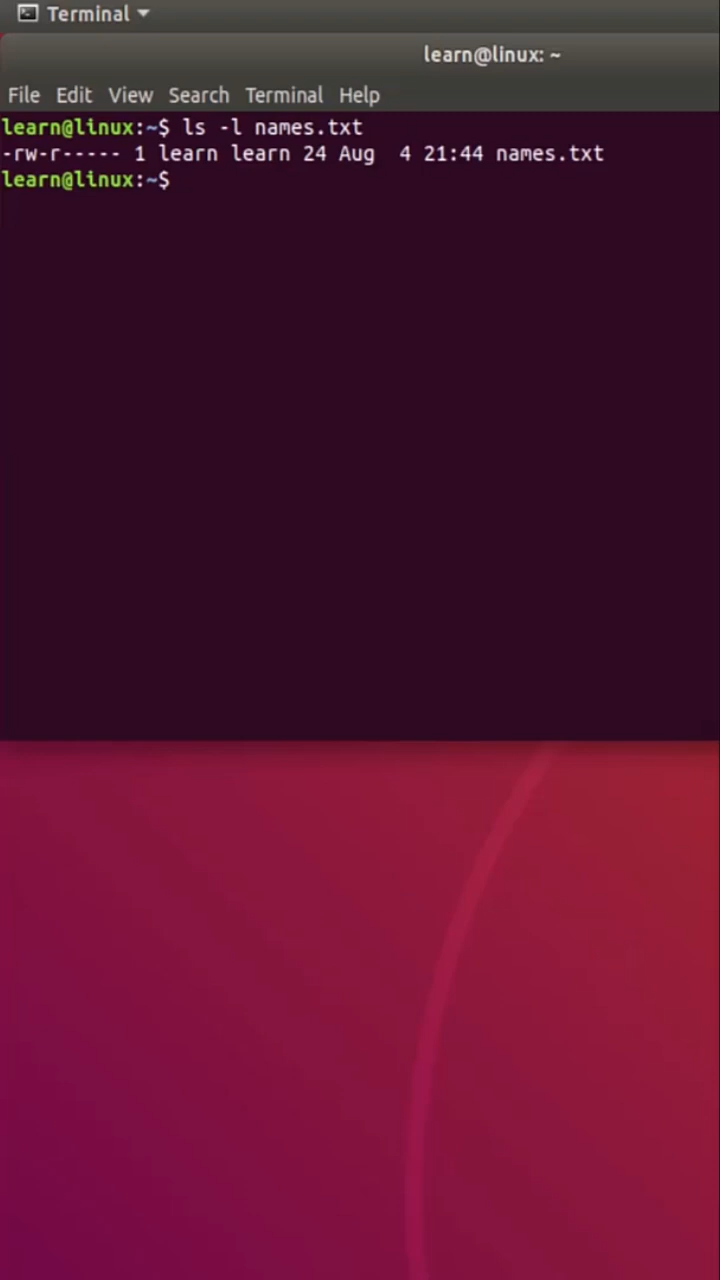 Terminal
learn@linux: ~
File Edit View Search Terminal Help
learn@linux:~$ ls -l names.txt
-rw-r----- 1 learn learn 24 Aug  4 21:44 names.txt
learn@linux:~$